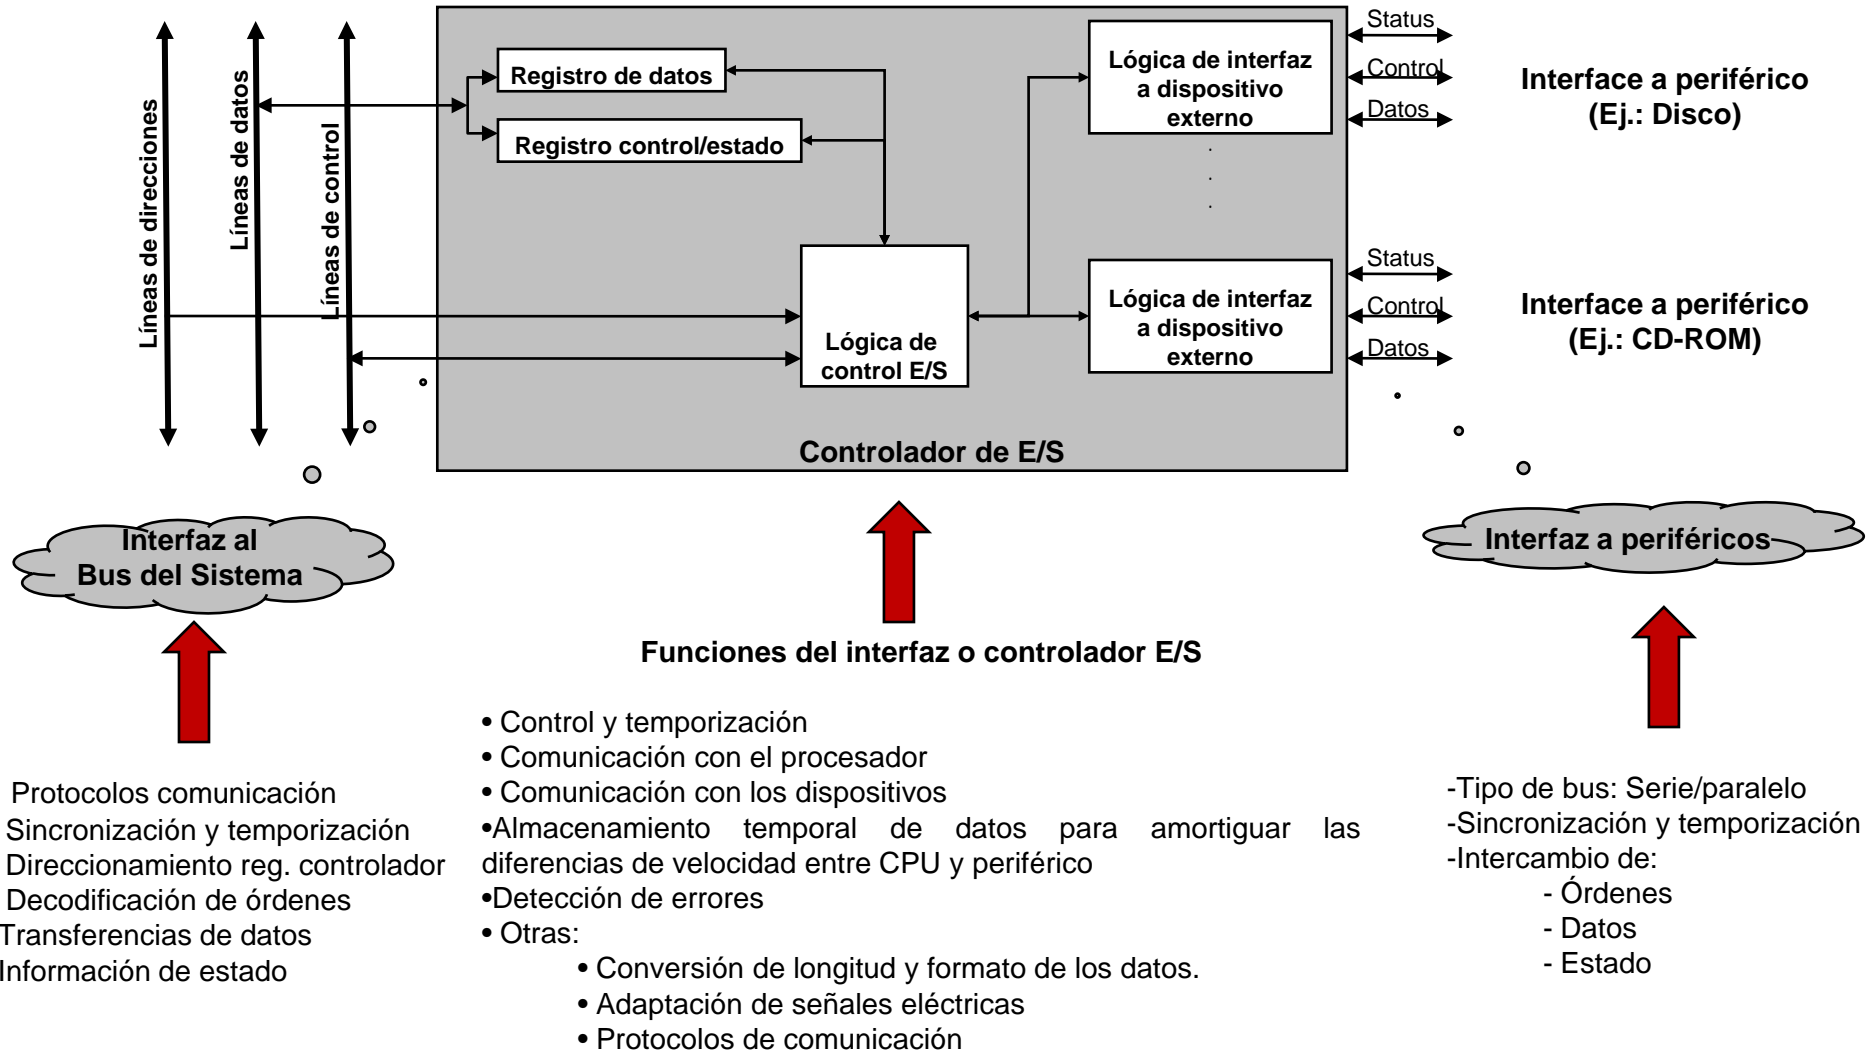 Líneas de direcciones
Líneas de datos
Líneas de control
Registro de datos
Registro control/estado
Lógica de
control E/S
Lógica de interfaz
a dispositivo
externo
.
.
.
Lógica de interfaz
a dispositivo
externo
Controlador de E/S
Status
Control
Datos
Interface a periférico
(Ej.: Disco)
Status
Control
Datos
Interface a periférico
(Ej.: CD-ROM)
Interfaz al
Bus del Sistema
Interfaz a periféricos
Protocolos comunicación
Sincronización y temporización
Direccionamiento reg. controlador
Decodificación de órdenes
Transferencias de datos
Información de estado
Funciones del interfaz o controlador E/S
• Control y temporización
• Comunicación con el procesador
• Comunicación con los dispositivos
•Almacenamiento temporal de datos para amortiguar las
diferencias de velocidad entre CPU y periférico
•Detección de errores
• Otras:
• Conversión de longitud y formato de los datos.
• Adaptación de señales eléctricas
• Protocolos de comunicación
-Tipo de bus: Serie/paralelo
-Sincronización y temporización
-Intercambio de:
- Órdenes
- Datos
- Estado